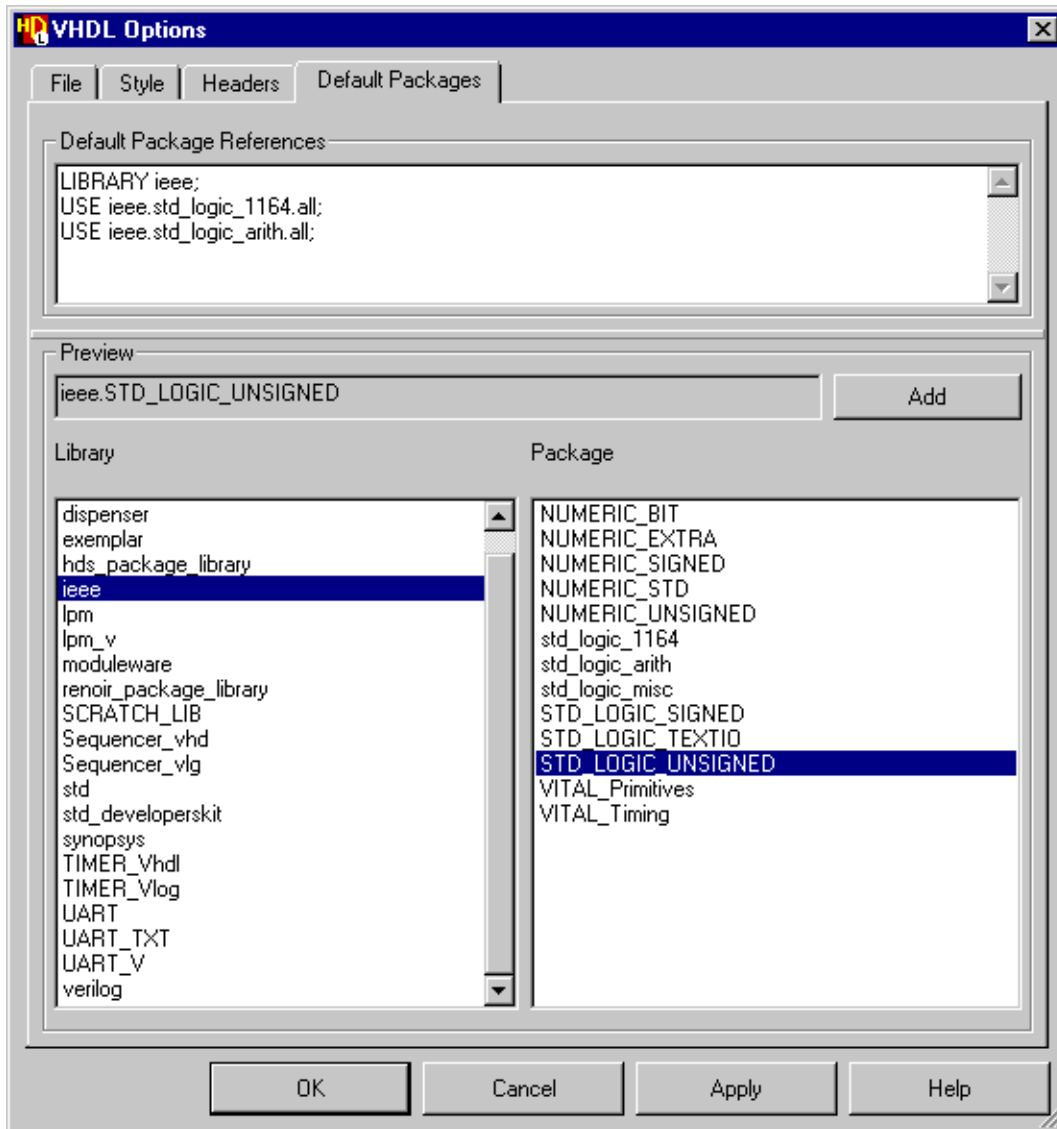 HDL VHDL Options
File Style Headers Default Packages
Default Package References
LIBRARY ieee;
USE ieee.std_logic_1164.all;
USE ieee.std_logic_arith.all;
Preview
ieee.STD_LOGIC_UNSIGNED
Add
Library
Package
dispenser
exemplar
hds_package_library
ieee
lpm
lpm_v
moduleware
renoir_package_library
SCRATCH_LIB
Sequencer_vhd
Sequencer_vlg
std
std_developerskit
synopsys
TIMER_Vhdl
TIMER_Vlog
UART
UART_TXT
UART_V
verilog
NUMERIC_BIT
NUMERIC_EXTRA
NUMERIC_SIGNED
NUMERIC_STD
NUMERIC_UNSIGNED
std_logic_1164
std_logic_arith
std_logic_misc
STD_LOGIC_SIGNED
STD_LOGIC_TEXTIO
STD_LOGIC_UNSIGNED
VITAL_Primitives
VITAL_Timing
OK Cancel Apply Help